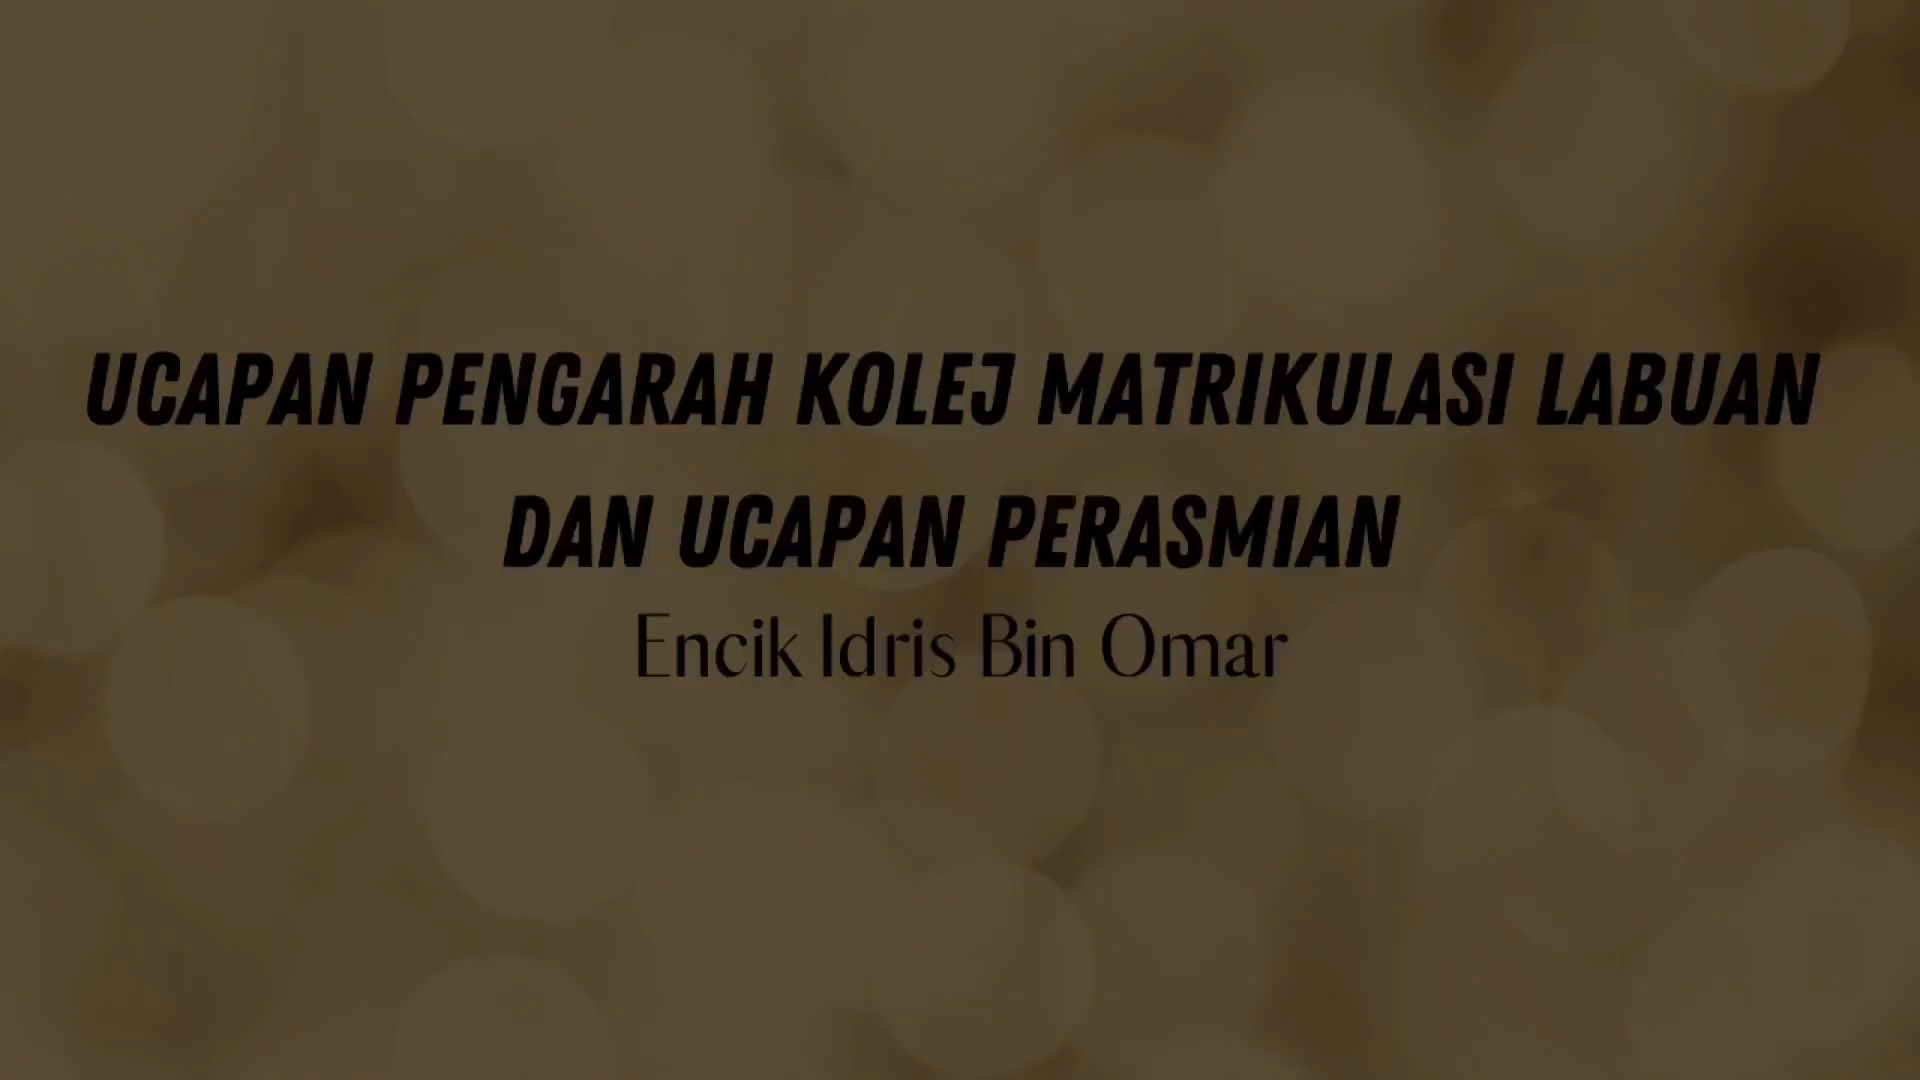 UCAPAN PENGARAH KOLEJ MATRIKULASI LABUAN
DAN UCAPAN PERASMIAN
Encik Idris Bin Omar